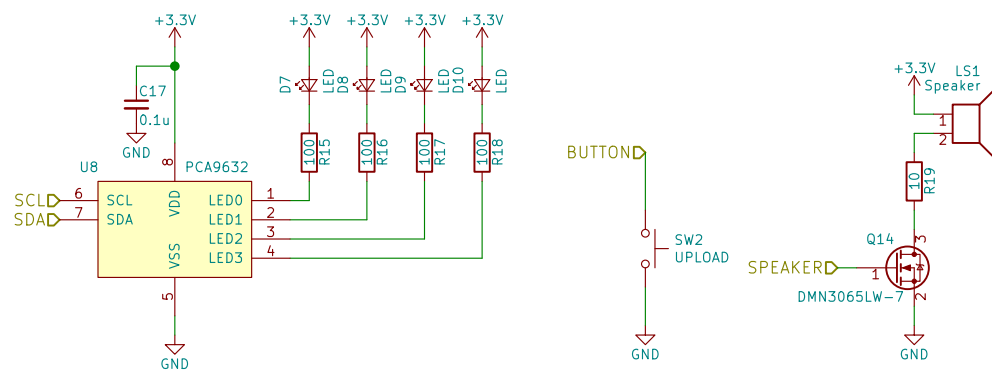 +3.3V
+3.3V
+3.3V
+3.3V
+3.3V
D7
LED
D8
LED
D9
LED
D10
LED
C17
0.1u
GND
100
R15
100
R16
100
R17
100
R18
U8
PCA9632
8
VDD
SCL
6
SCL
SDA
7
SDA
LED0
1
LED1
2
LED2
3
LED3
4
VSS
5
GND
BUTTON
SW2
UPLOAD
GND
+3.3V
LS1
Speaker
1
2
10
R19
Q14
3
SPEAKER
1
DMN3065LW-7
2
GND